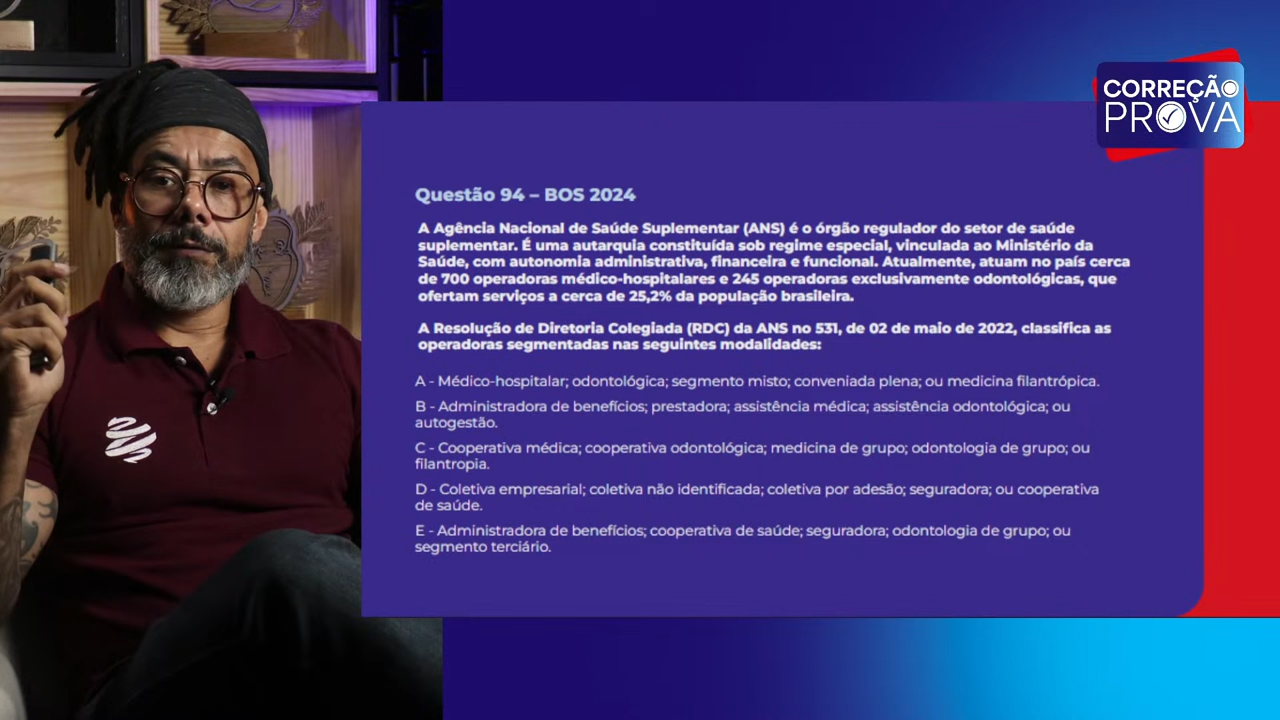 CORREÇÃO
PROVA
Questão 94 – BOS 2024
A Agência Nacional de Saúde Suplementar (ANS) é o órgão regulador do setor de saúde
suplementar. É uma autarquia constituída sob regime especial, vinculada ao Ministério da
Saúde, com autonomia administrativa, financeira e funcional. Atualmente, atuam no país cerca
de 700 operadoras médico-hospitalares e 245 operadoras exclusivamente odontológicas, que
ofertam serviços a cerca de 25,2% da população brasileira.
A Resolução de Diretoria Colegiada (RDC) da ANS no 531, de 02 de maio de 2022, classifica as
operadoras segmentadas nas seguintes modalidades:
A - Médico-hospitalar; odontológica; segmento misto; conveniada plena; ou medicina filantrópica.
B - Administradora de benefícios; prestadora; assistência médica; assistência odontológica; ou
autogestão.
C - Cooperativa médica; cooperativa odontológica; medicina de grupo; odontologia de grupo; ou
filantropia.
D - Coletiva empresarial; coletiva não identificada; coletiva por adesão; seguradora; ou cooperativa
de saúde.
E - Administradora de benefícios; cooperativa de saúde; seguradora; odontologia de grupo; ou
segmento terciário.